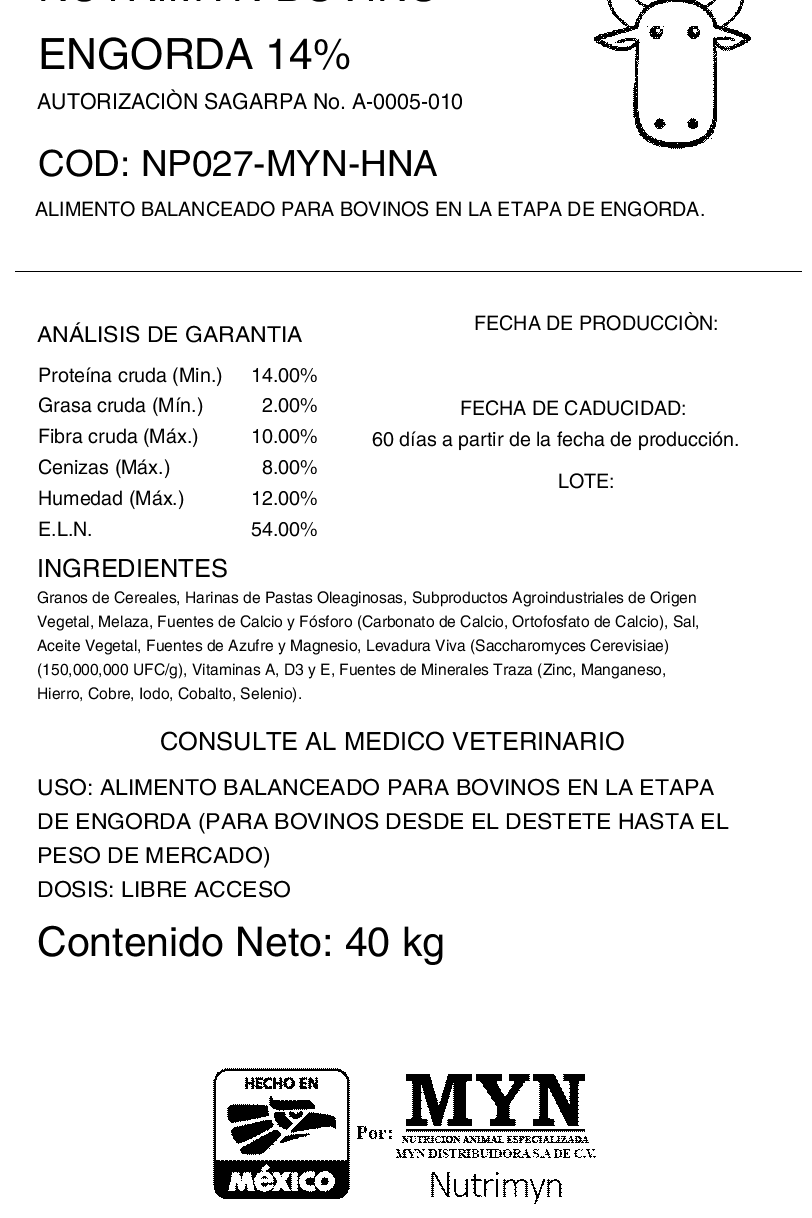 NUTRIMYN BOVINO
ENGORDA 14%
AUTORIZACIÒN SAGARPA No. A-0005-010
COD: NP027-MYN-HNA
ALIMENTO BALANCEADO PARA BOVINOS EN LA ETAPA DE ENGORDA.
ANÁLISIS DE GARANTIA
Proteína cruda (Min.) 14.00%
Grasa cruda (Mín.) 2.00%
Fibra cruda (Máx.) 10.00%
Cenizas (Máx.) 8.00%
Humedad (Máx.) 12.00%
E.L.N. 54.00%
FECHA DE PRODUCCIÒN:
FECHA DE CADUCIDAD:
60 días a partir de la fecha de producción.
LOTE:
INGREDIENTES
Granos de Cereales, Harinas de Pastas Oleaginosas, Subproductos Agroindustriales de Origen
Vegetal, Melaza, Fuentes de Calcio y Fósforo (Carbonato de Calcio, Ortofosfato de Calcio), Sal,
Aceite Vegetal, Fuentes de Azufre y Magnesio, Levadura Viva (Saccharomyces Cerevisiae)
(150,000,000 UFC/g), Vitaminas A, D3 y E, Fuentes de Minerales Traza (Zinc, Manganeso,
Hierro, Cobre, Iodo, Cobalto, Selenio).
CONSULTE AL MEDICO VETERINARIO
USO: ALIMENTO BALANCEADO PARA BOVINOS EN LA ETAPA
DE ENGORDA (PARA BOVINOS DESDE EL DESTETE HASTA EL
PESO DE MERCADO)
DOSIS: LIBRE ACCESO
Contenido Neto: 40 kg
HECHO EN
MéXICO
Por:
MYN
NUTRICION ANIMAL ESPECIALIZADA
MYN DISTRIBUIDORA S.A DE C.V.
Nutrimyn